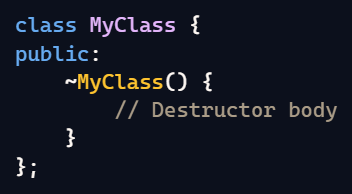 class MyClass {
public:
    ~MyClass() {
        // Destructor body
    }
};